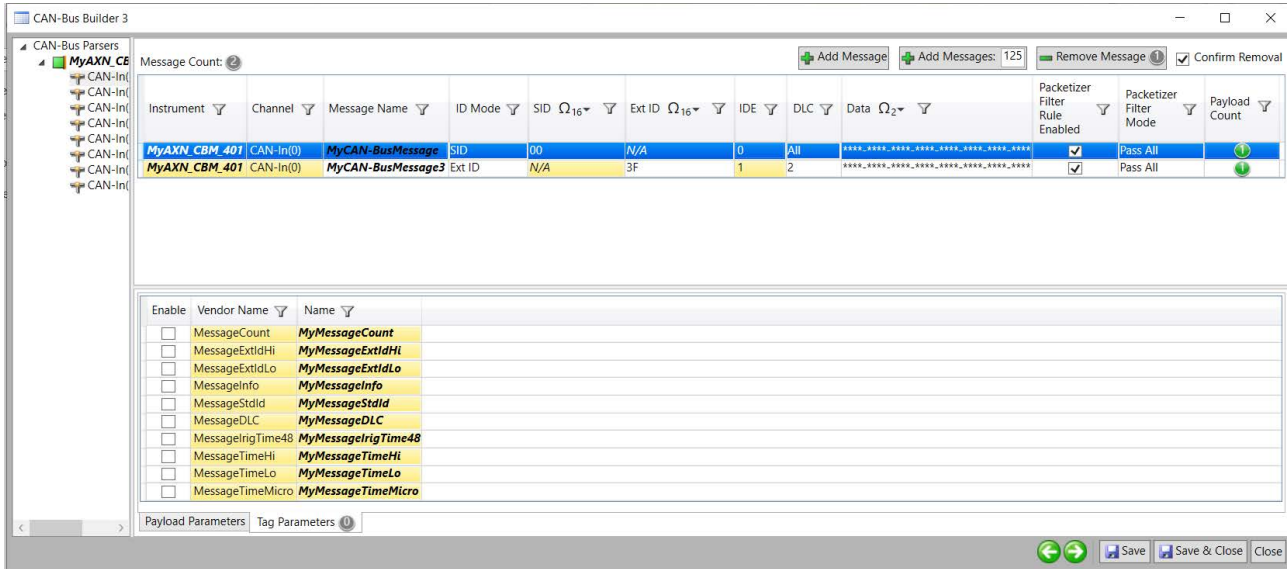 CAN-Bus Builder 3
CAN-Bus Parsers
MyAXN_CB
CAN-In(
CAN-In(
CAN-In(
CAN-In(
CAN-In(
CAN-In(
CAN-In(
CAN-In(
Message Count: 2
Add Message
Add Messages: 125
Remove Message 1
Confirm Removal
Instrument Channel Message Name ID Mode SID Ω16 Ext ID Ω16 IDE DLC Data Ω2 Packetizer Filter Rule Enabled Packetizer Filter Mode Payload Count
MyAXN_CBM_401 CAN-In(0) MyCAN-BusMessage SID 00 N/A 0 All ****-****-****-****-****-****-****-**** Pass All 1
MyAXN_CBM_401 CAN-In(0) MyCAN-BusMessage3 Ext ID N/A 3F 1 2 ****-****-****-****-****-****-****-**** Pass All 1
Enable Vendor Name Name
MessageCount MyMessageCount
MessageExtIdHi MyMessageExtIdHi
MessageExtIdLo MyMessageExtIdLo
MessageInfo MyMessageInfo
MessageStdId MyMessageStdId
MessageDLC MyMessageDLC
MessageIrigTime48 MyMessageIrigTime48
MessageTimeHi MyMessageTimeHi
MessageTimeLo MyMessageTimeLo
MessageTimeMicro MyMessageTimeMicro
Payload Parameters Tag Parameters 0
Save Save & Close Close